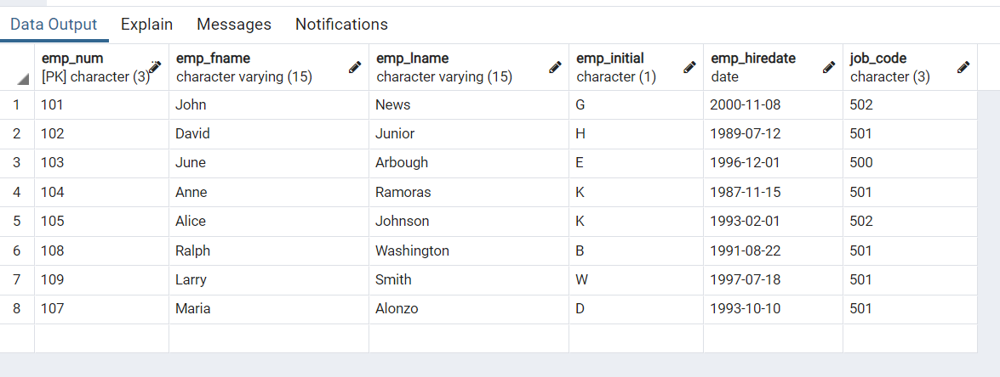 Data Output Explain Messages Notifications
emp_num emp_fname emp_lname emp_initial emp_hiredate job_code
[PK] character (3) character varying (15) character varying (15) character (1) date character (3)
1 101 John News G 2000-11-08 502
2 102 David Junior H 1989-07-12 501
3 103 June Arbough E 1996-12-01 500
4 104 Anne Ramoras K 1987-11-15 501
5 105 Alice Johnson K 1993-02-01 502
6 108 Ralph Washington B 1991-08-22 501
7 109 Larry Smith W 1997-07-18 501
8 107 Maria Alonzo D 1993-10-10 501